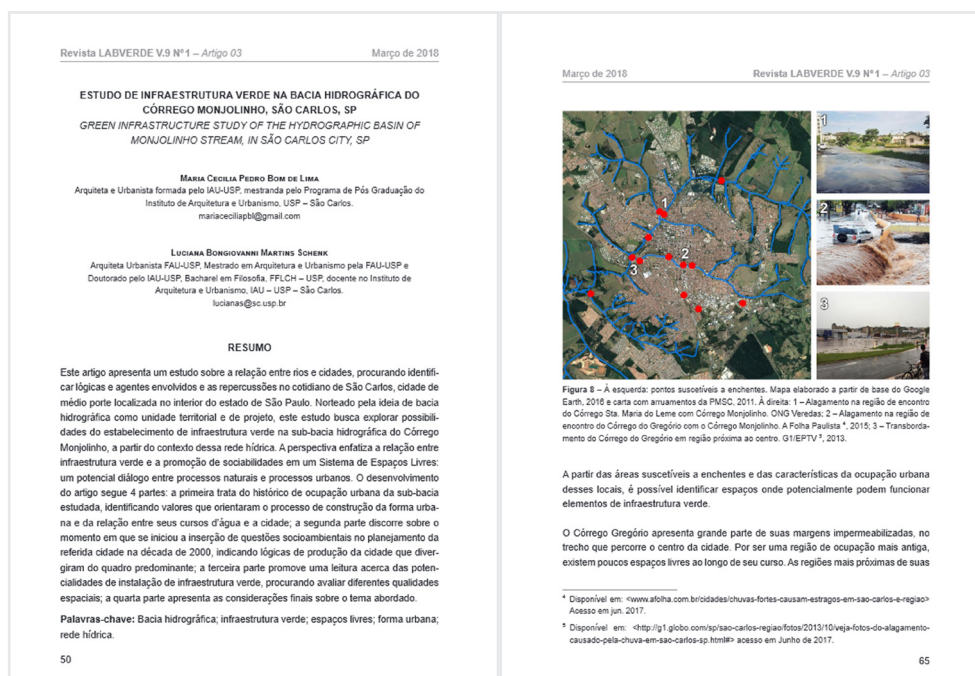 Revista LABVERDE V.9 Nº1 – Artigo 03 Março de 2018
ESTUDO DE INFRAESTRUTURA VERDE NA BACIA HIDROGRÁFICA DO
CÓRREGO MONJOLINHO, SÃO CARLOS, SP
GREEN INFRASTRUCTURE STUDY OF THE HYDROGRAPHIC BASIN OF
MONJOLINHO STREAM, IN SÃO CARLOS CITY, SP
MARIA CECILIA PEDRO BOM DE LIMA
Arquiteta e Urbanista formada pelo IAU-USP, mestranda pelo Programa de Pós Graduação do
Instituto de Arquitetura e Urbanismo, USP – São Carlos.
mariaceciliapbl@gmail.com
LUCIANA BONGIOVANNI MARTINS SCHENK
Arquiteta Urbanista FAU-USP, Mestrado em Arquitetura e Urbanismo pela FAU-USP e
Doutorado pelo IAU-USP, Bacharel em Filosofia, FFLCH – USP, docente no Instituto de
Arquitetura e Urbanismo, IAU – USP – São Carlos.
lucianas@sc.usp.br
RESUMO
Este artigo apresenta um estudo sobre a relação entre rios e cidades, procurando identifi-
car lógicas e agentes envolvidos e as repercussões no cotidiano de São Carlos, cidade de
médio porte localizada no interior do estado de São Paulo. Norteado pela ideia de bacia
hidrográfica como unidade territorial e de projeto, este estudo busca explorar possibili-
dades do estabelecimento de infraestrutura verde na sub-bacia hidrográfica do Córrego
Monjolinho, a partir do contexto dessa rede hídrica. A perspectiva enfatiza a relação entre
infraestrutura verde e a promoção de sociabilidades em um Sistema de Espaços Livres:
um potencial diálogo entre processos naturais e processos urbanos. O desenvolvimento
do artigo segue 4 partes: a primeira trata do histórico de ocupação urbana da sub-bacia
estudada, identificando valores que orientaram o processo de construção da forma urba-
na e da relação entre seus cursos d'água e a cidade; a segunda parte discorre sobre o
momento em que se iniciou a inserção de questões socioambientais no planejamento da
referida cidade na década de 2000, indicando lógicas de produção da cidade que diver-
giram do quadro predominante; a terceira parte promove uma leitura acerca das poten-
cialidades de instalação de infraestrutura verde, procurando avaliar diferentes qualidades
espaciais; a quarta parte apresenta as considerações finais sobre o tema abordado.
Palavras-chave: Bacia hidrográfica; infraestrutura verde; espaços livres; forma urbana;
rede hídrica.
50
Março de 2018 Revista LABVERDE V.9 Nº1 – Artigo 03
1
2
3
1
2
3
Figura 8 – À esquerda: pontos suscetíveis a enchentes. Mapa elaborado a partir de base do Google
Earth, 2016 e carta com arruamentos da PMSC, 2011. À direita: 1 – Alagamento na região de encontro
do Córrego Sta. Maria do Leme com Córrego Monjolinho. ONG Veredas; 2 – Alagamento na região de
encontro do Córrego do Gregório com o Córrego Monjolinho. A Folha Paulista ⁴, 2015; 3 – Transborda-
mento do Córrego do Gregório em região próxima ao centro. G1/EPTV ⁵, 2013.
A partir das áreas suscetíveis a enchentes e das características da ocupação urbana
desses locais, é possível identificar espaços onde potencialmente podem funcionar
elementos de infraestrutura verde.
O Córrego Gregório apresenta grande parte de suas margens impermeabilizadas, no
trecho que percorre o centro da cidade. Por ser uma região de ocupação mais antiga,
existem poucos espaços livres ao longo de seu curso. As regiões mais próximas de suas
⁴ Disponível em: <www.afolha.com.br/cidades/chuvas-fortes-causam-estragos-em-sao-carlos-e-regiao>
Acesso em jun. 2017.
⁵ Disponível em: <http://g1.globo.com/sp/sao-carlos-regiao/fotos/2013/10/veja-fotos-do-alagamento-
causado-pela-chuva-em-sao-carlos-sp.html#> acesso em Junho de 2017.
65